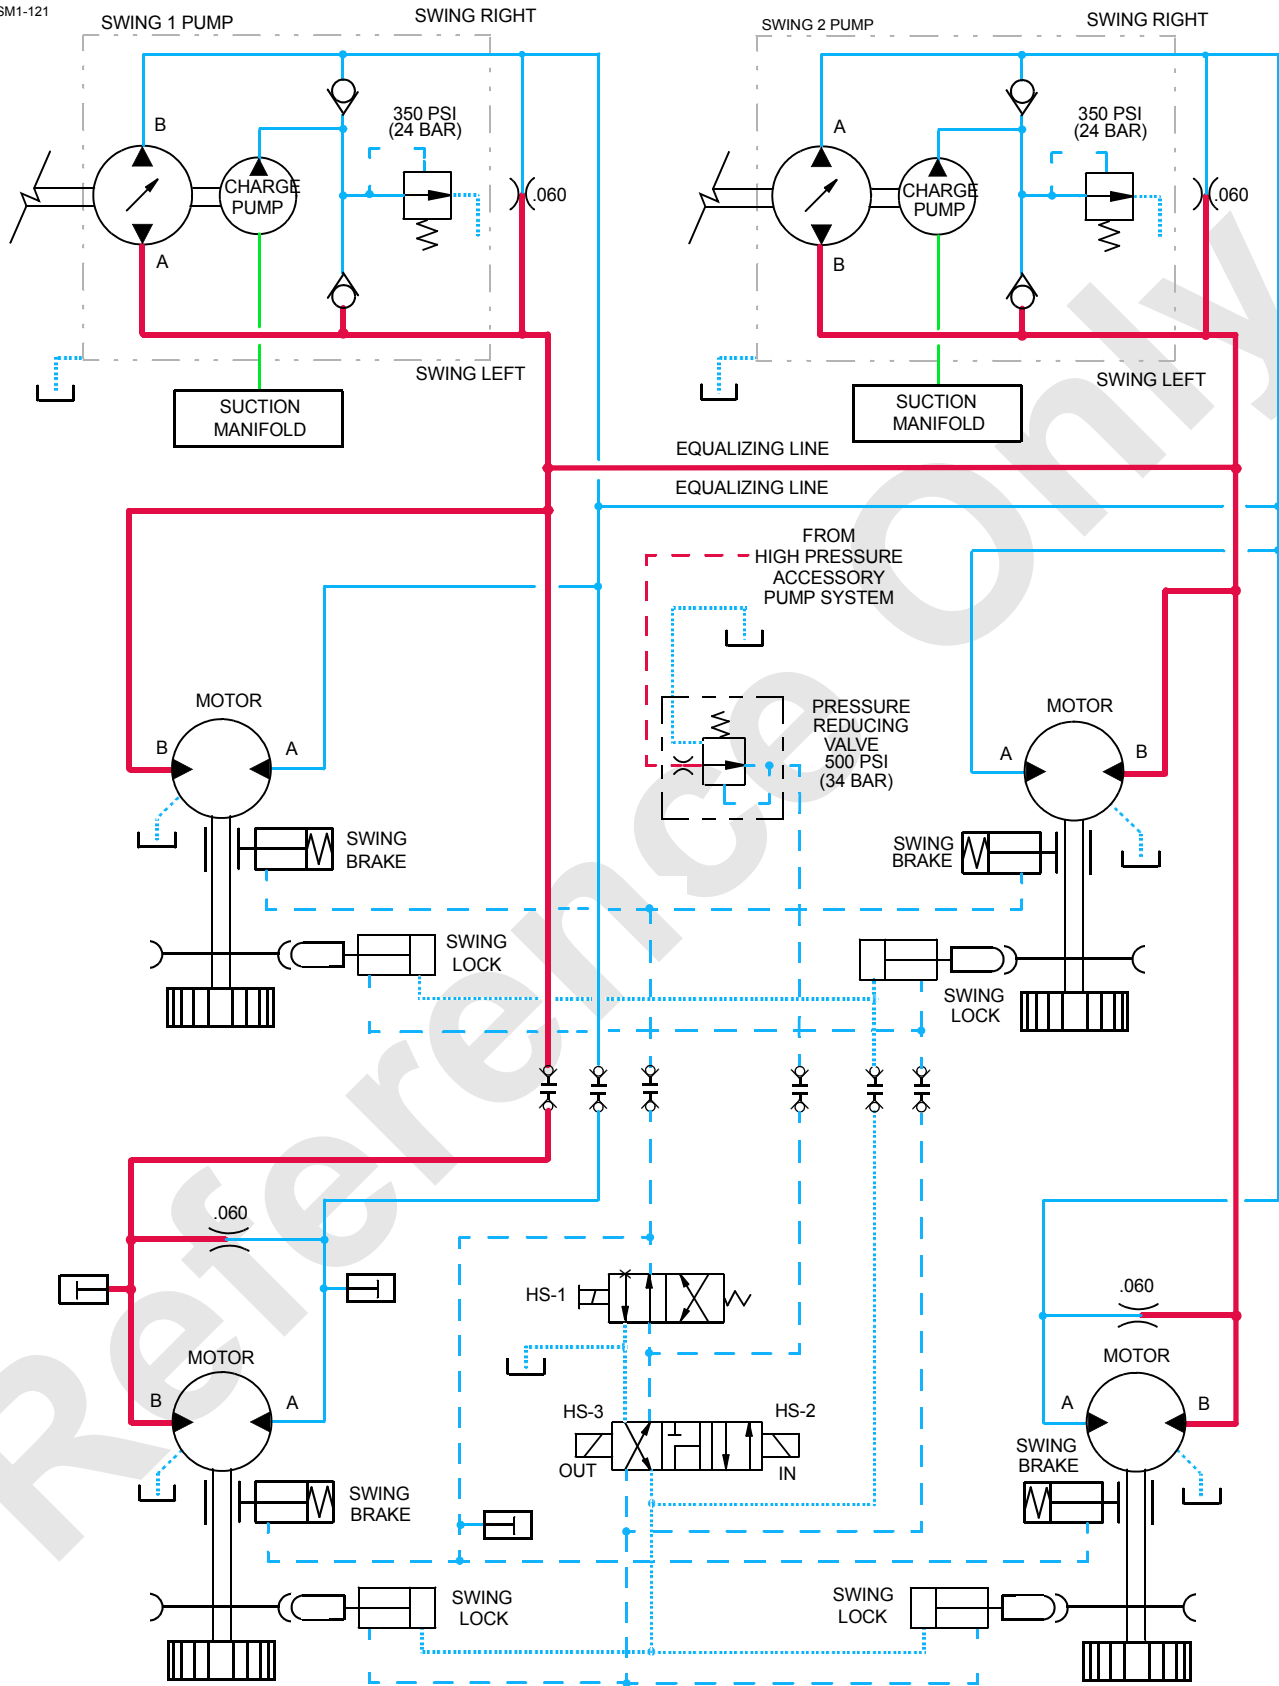 SM1-121
SWING 1 PUMP
SWING RIGHT
SWING 2 PUMP
SWING RIGHT
B
350 PSI
(24 BAR)
CHARGE
PUMP
.060
A
A
350 PSI
(24 BAR)
CHARGE
PUMP
.060
B
SWING LEFT
SWING LEFT
SUCTION
MANIFOLD
SUCTION
MANIFOLD
EQUALIZING LINE
EQUALIZING LINE
FROM
HIGH PRESSURE
ACCESSORY
PUMP SYSTEM
MOTOR
B
A
PRESSURE
REDUCING
VALVE
500 PSI
(34 BAR)
MOTOR
A
B
SWING
BRAKE
SWING
BRAKE
SWING
LOCK
SWING
LOCK
.060
HS-1
.060
MOTOR
B
A
HS-3
HS-2
OUT
IN
MOTOR
A
B
SWING
BRAKE
SWING
BRAKE
SWING
LOCK
SWING
LOCK
Reference Only